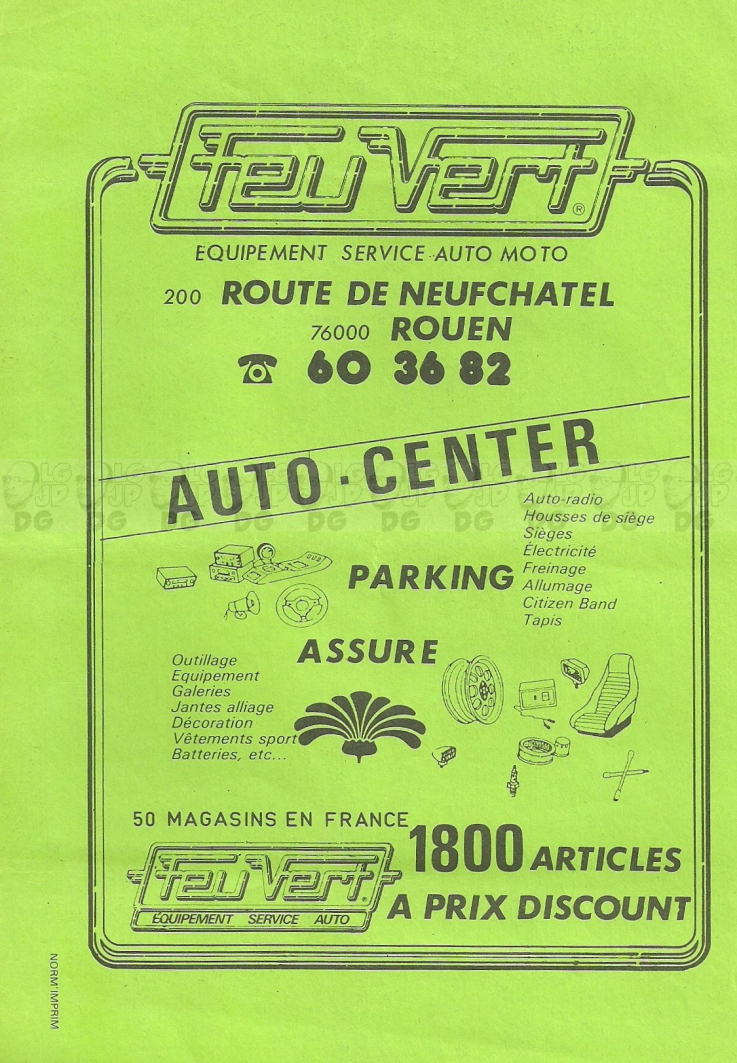 Feu Vert ®
EQUIPEMENT SERVICE AUTO MOTO
200 ROUTE DE NEUFCHATEL
76000 ROUEN
60 36 82
AUTO-CENTER
Auto-radio
Housses de siège
Sièges
Électricité
Freinage
Allumage
Citizen Band
Tapis
PARKING
ASSURE
Outillage
Equipement
Galeries
Jantes alliage
Décoration
Vêtements sport
Batteries, etc...
50 MAGASINS EN FRANCE
1800 ARTICLES
A PRIX DISCOUNT
Feu Vert
EQUIPEMENT SERVICE AUTO
NORM'IMPRIM